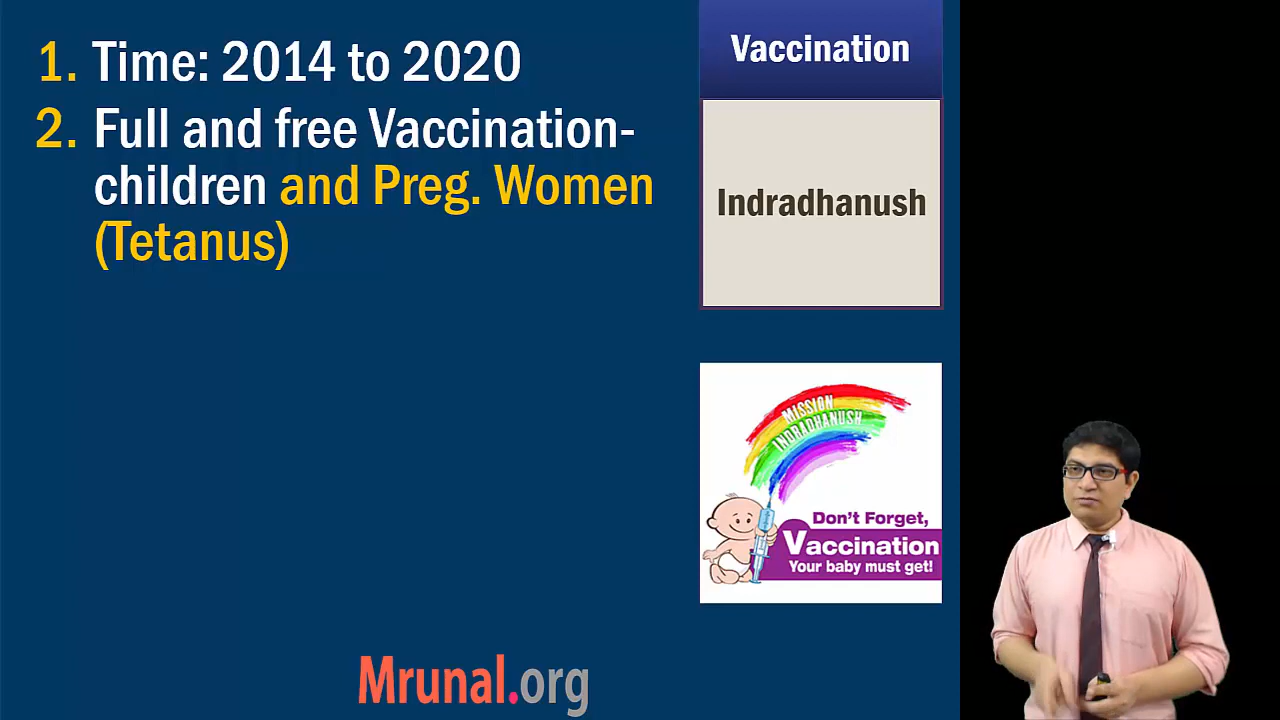 1. Time: 2014 to 2020
2. Full and free Vaccination-
children and Preg. Women
(Tetanus)
Vaccination
Indradhanush
MISSION
INDRADHANUSH
Don't Forget,
Vaccination
Your baby must get!
Mrunal.org